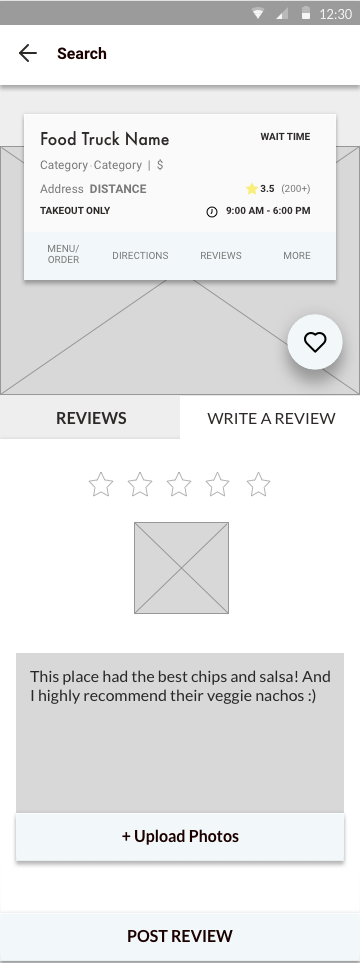 12:30
Search
Food Truck Name
WAIT TIME
Category·Category | $
Address DISTANCE
3.5 (200+)
TAKEOUT ONLY
9:00 AM - 6:00 PM
MENU/
ORDER
DIRECTIONS
REVIEWS
MORE
REVIEWS
WRITE A REVIEW
This place had the best chips and salsa! And
I highly recommend their veggie nachos :)
+ Upload Photos
POST REVIEW